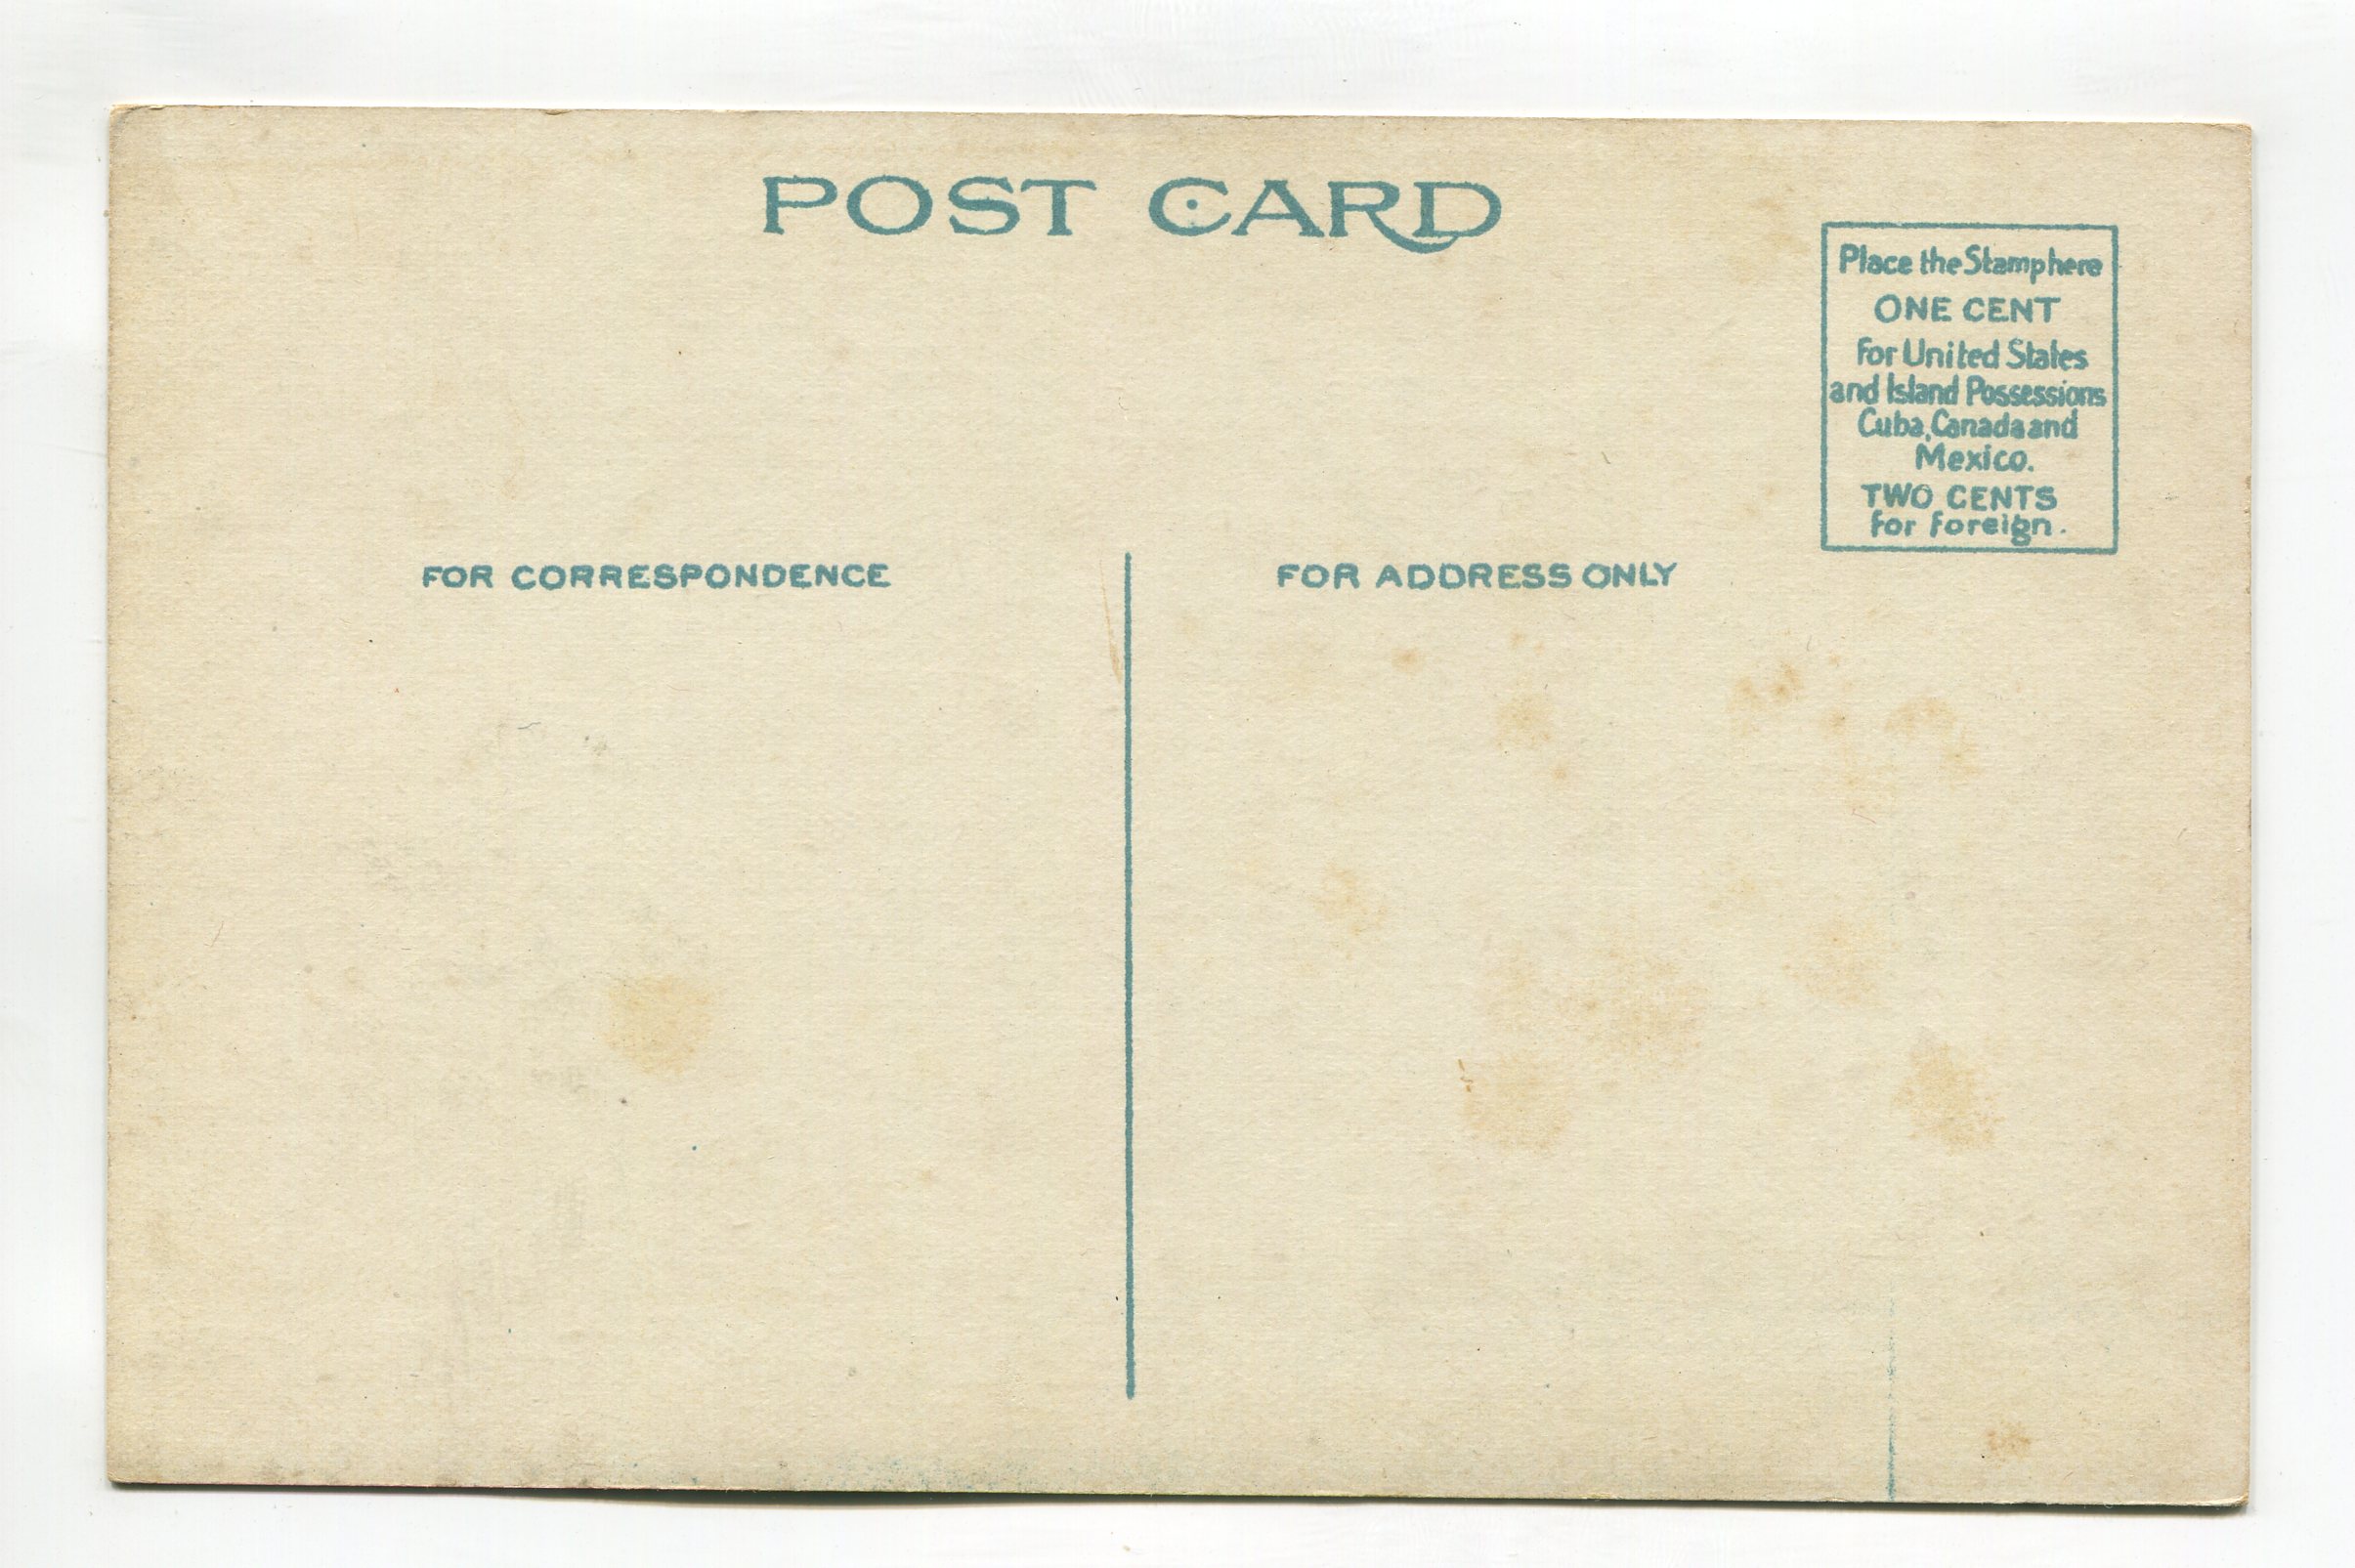 POST CARD
Place the Stamp here
ONE CENT
for United States
and Island Possessions
Cuba, Canada and
Mexico.
TWO CENTS
for foreign.
FOR CORRESPONDENCE
FOR ADDRESS ONLY